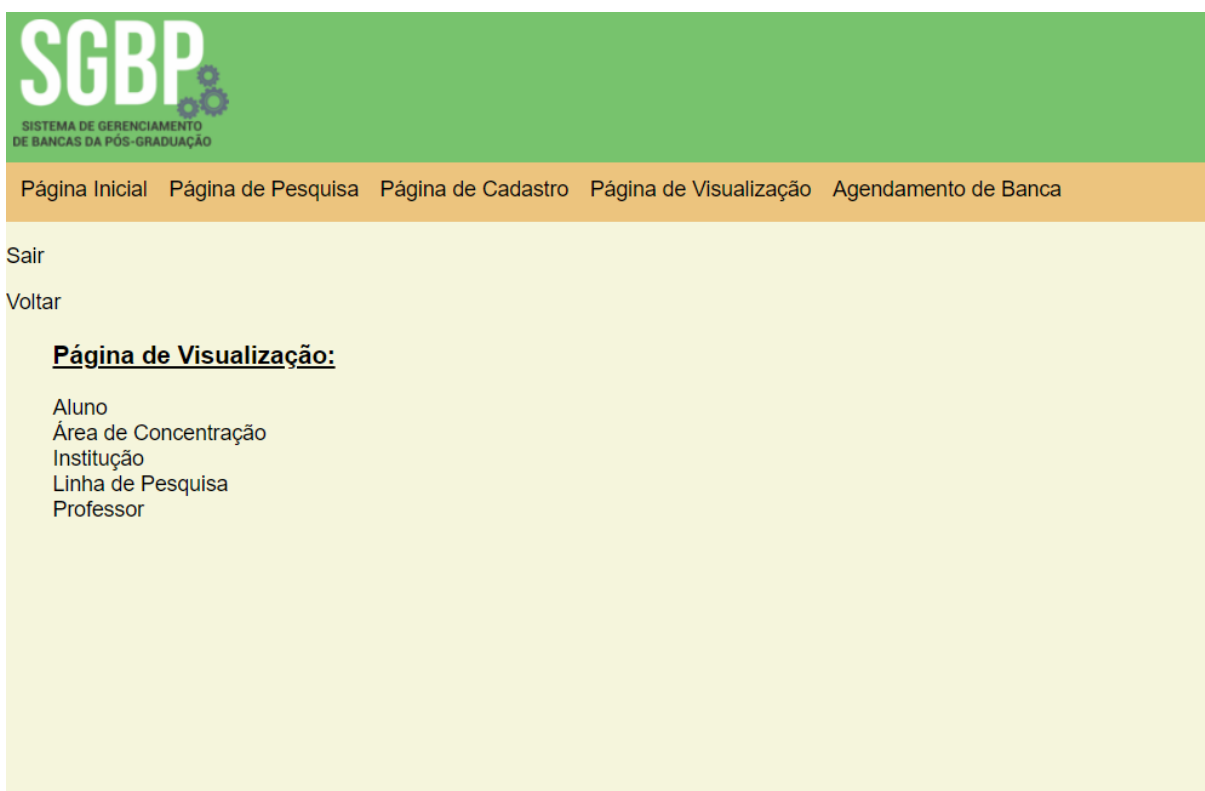 SGBP
SISTEMA DE GERENCIAMENTO
DE BANCAS DA PÓS-GRADUAÇÃO
Página Inicial Página de Pesquisa Página de Cadastro Página de Visualização Agendamento de Banca
Sair
Voltar
Página de Visualização:
Aluno
Área de Concentração
Institução
Linha de Pesquisa
Professor